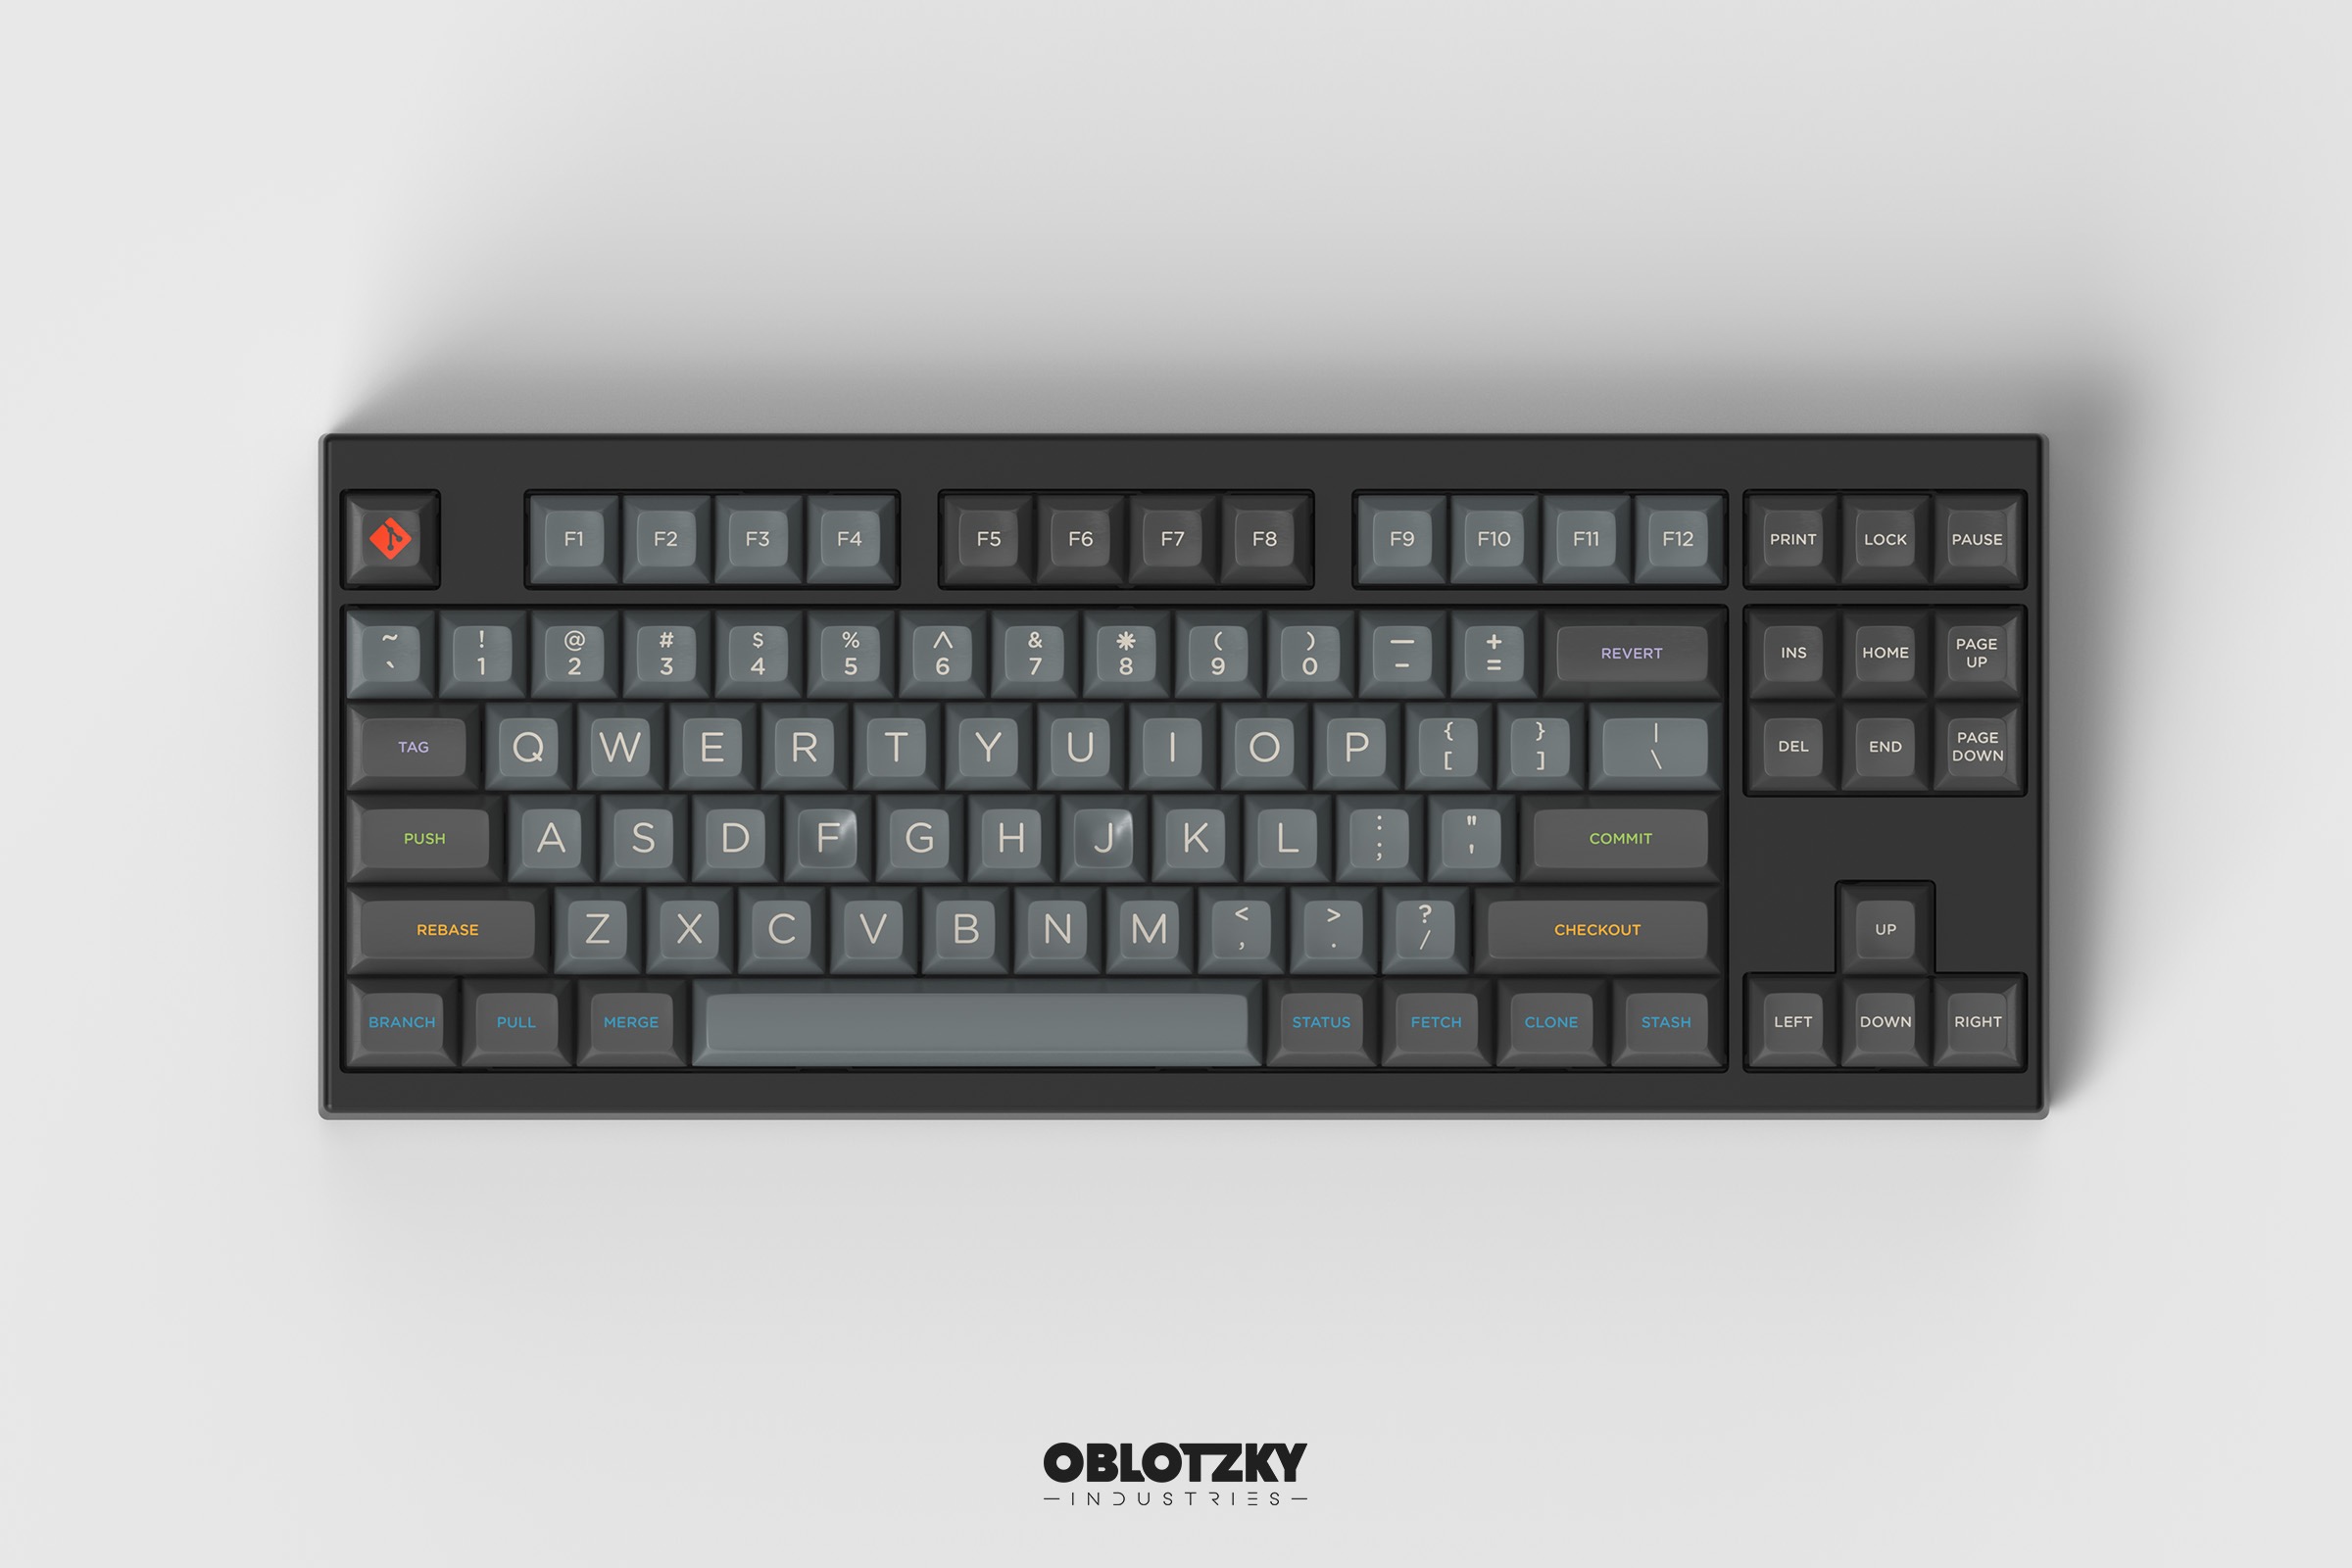 F1 F2 F3 F4 F5 F6 F7 F8 F9 F10 F11 F12 PRINT LOCK PAUSE
~ ! @ # $ % ^ & * ( ) — +
` 1 2 3 4 5 6 7 8 9 0 - = REVERT INS HOME PAGE UP
TAG Q W E R T Y U I O P { [ } ] | \ DEL END PAGE DOWN
PUSH A S D F G H J K L : ; " ' COMMIT
REBASE Z X C V B N M < , > . ? / CHECKOUT UP
BRANCH PULL MERGE STATUS FETCH CLONE STASH LEFT DOWN RIGHT
OBLOTZKY
—INDUSTRIES—